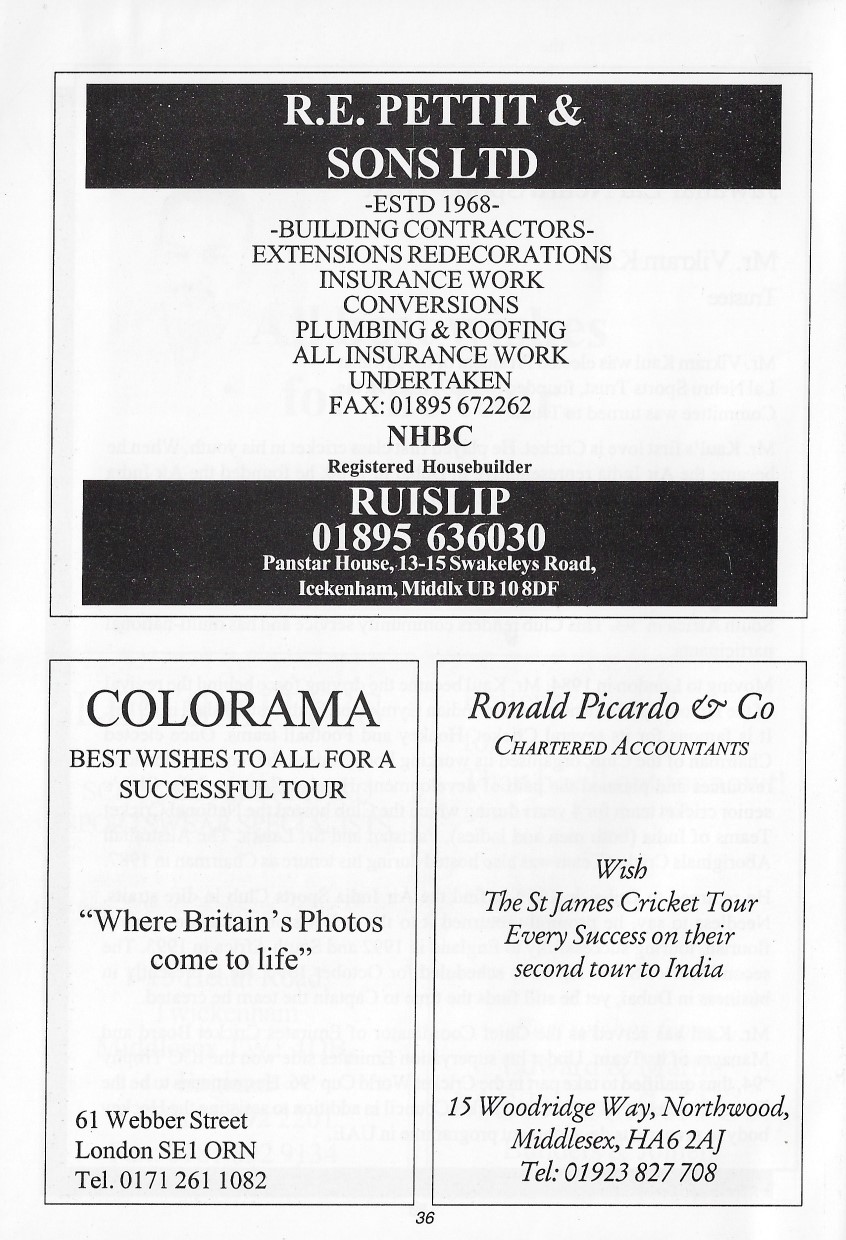 R.E. PETTIT &
SONS LTD
-ESTD 1968-
-BUILDING CONTRACTORS-
EXTENSIONS REDECORATIONS
INSURANCE WORK
CONVERSIONS
PLUMBING & ROOFING
ALL INSURANCE WORK
UNDERTAKEN
FAX: 01895 672262
NHBC
Registered Housebuilder
RUISLIP
01895 636030
Panstar House, 13-15 Swakeleys Road,
Icekenham, Middlx UB 10 8DF
COLORAMA
BEST WISHES TO ALL FOR A
SUCCESSFUL TOUR
“Where Britain’s Photos
come to life”
61 Webber Street
London SE1 ORN
Tel. 0171 261 1082
Ronald Picardo & Co
CHARTERED ACCOUNTANTS
Wish
The St James Cricket Tour
Every Success on their
second tour to India
15 Woodridge Way, Northwood,
Middlesex, HA6 2AJ
Tel: 01923 827 708
36